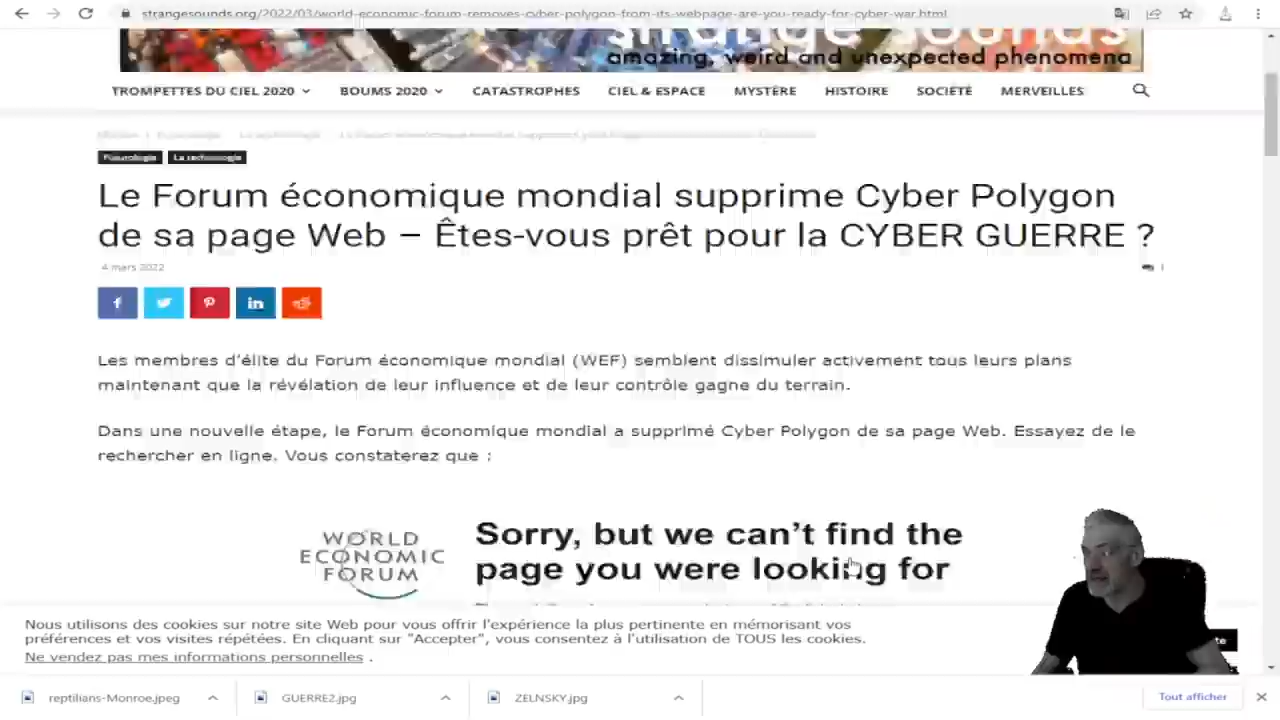 strangesounds.org/2022/03/world-economic-forum-removes-cyber-polygon-from-its-webpage-are-you-ready-for-cyber-war.html
strange sounds
amazing, weird and unexpected phenomena
TROMPETTES DU CIEL 2020 BOUMS 2020 CATASTROPHES CIEL & ESPACE MYSTÈRE HISTOIRE SOCIÉTÉ MERVEILLES
Futurologie La technologie
Le Forum économique mondial supprime Cyber Polygon
de sa page Web – Êtes-vous prêt pour la CYBER GUERRE ?
4 mars 2022
1
Les membres d'élite du Forum économique mondial (WEF) semblent dissimuler activement tous leurs plans
maintenant que la révélation de leur influence et de leur contrôle gagne du terrain.
Dans une nouvelle étape, le Forum économique mondial a supprimé Cyber Polygon de sa page Web. Essayez de le
rechercher en ligne. Vous constaterez que :
WORLD
ECONOMIC
FORUM
Sorry, but we can't find the
page you were looking for
Nous utilisons des cookies sur notre site Web pour vous offrir l'expérience la plus pertinente en mémorisant vos
préférences et vos visites répétées. En cliquant sur "Accepter", vous consentez à l'utilisation de TOUS les cookies.
Ne vendez pas mes informations personnelles .
reptilians-Monroe.jpeg GUERRE2.jpg ZELNSKY.jpg Tout afficher